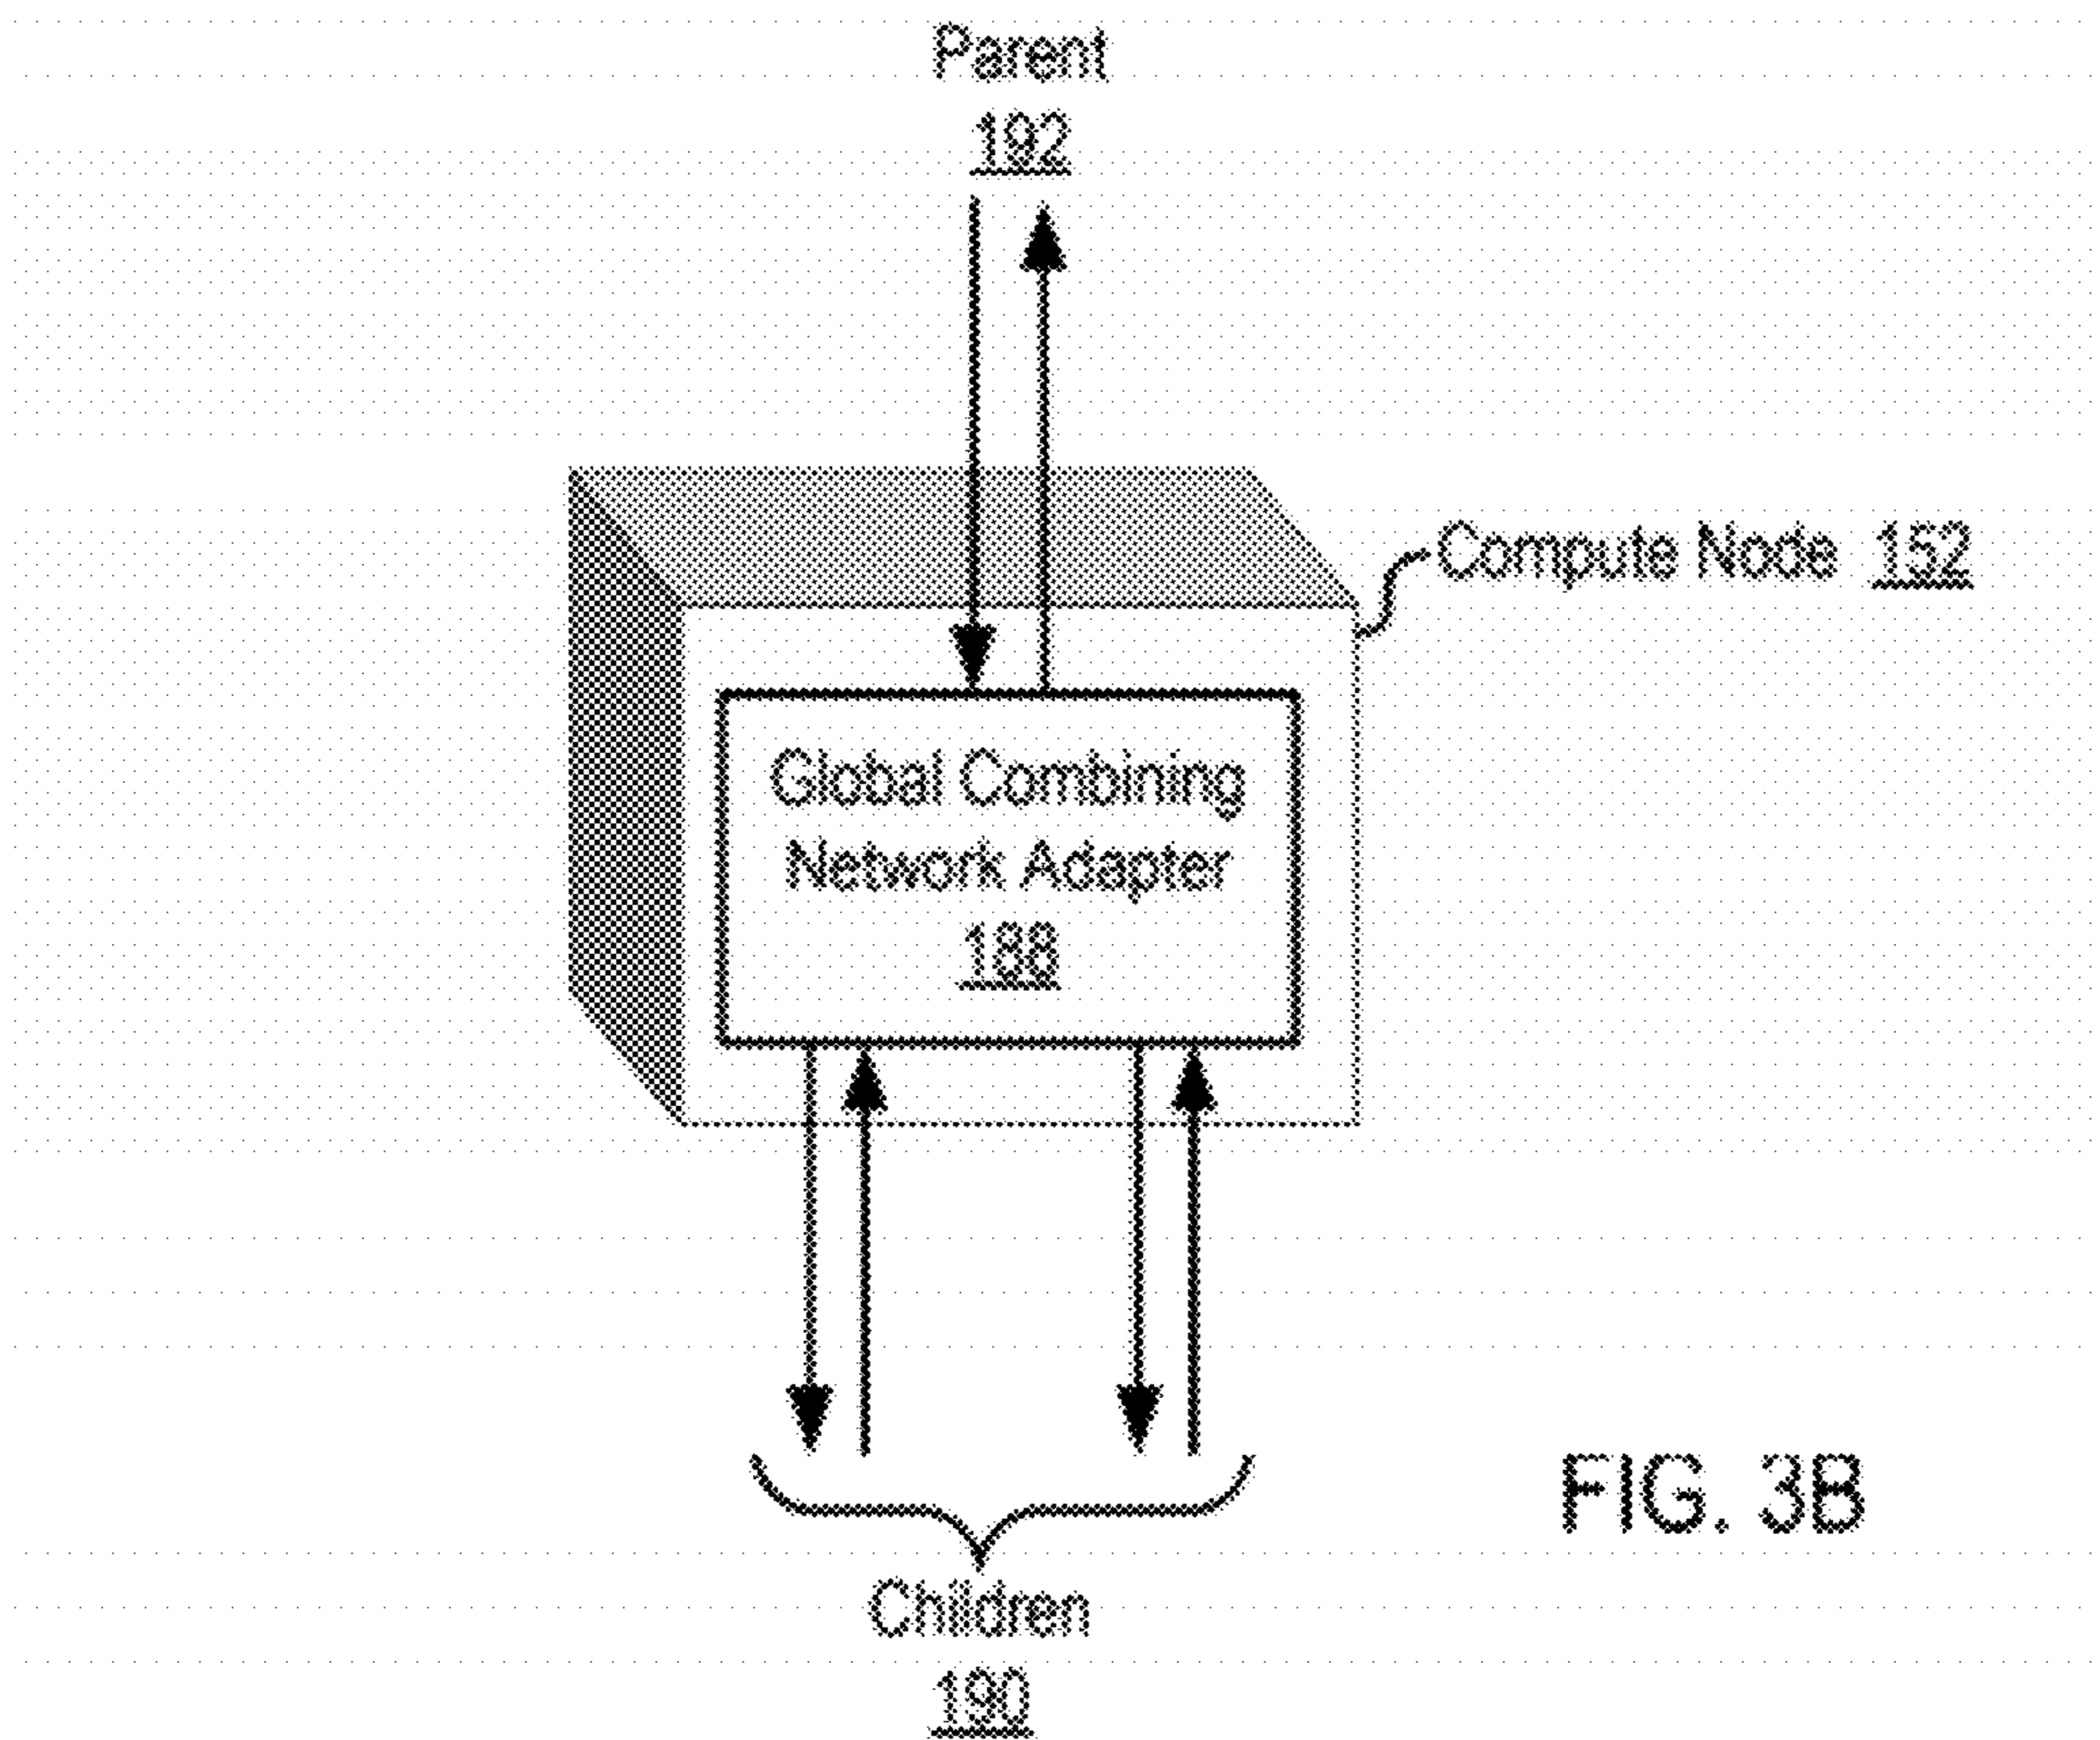 Parent
192
Compute Node 152
Global Combining
Network Adapter
188
Children
190
FIG. 3B